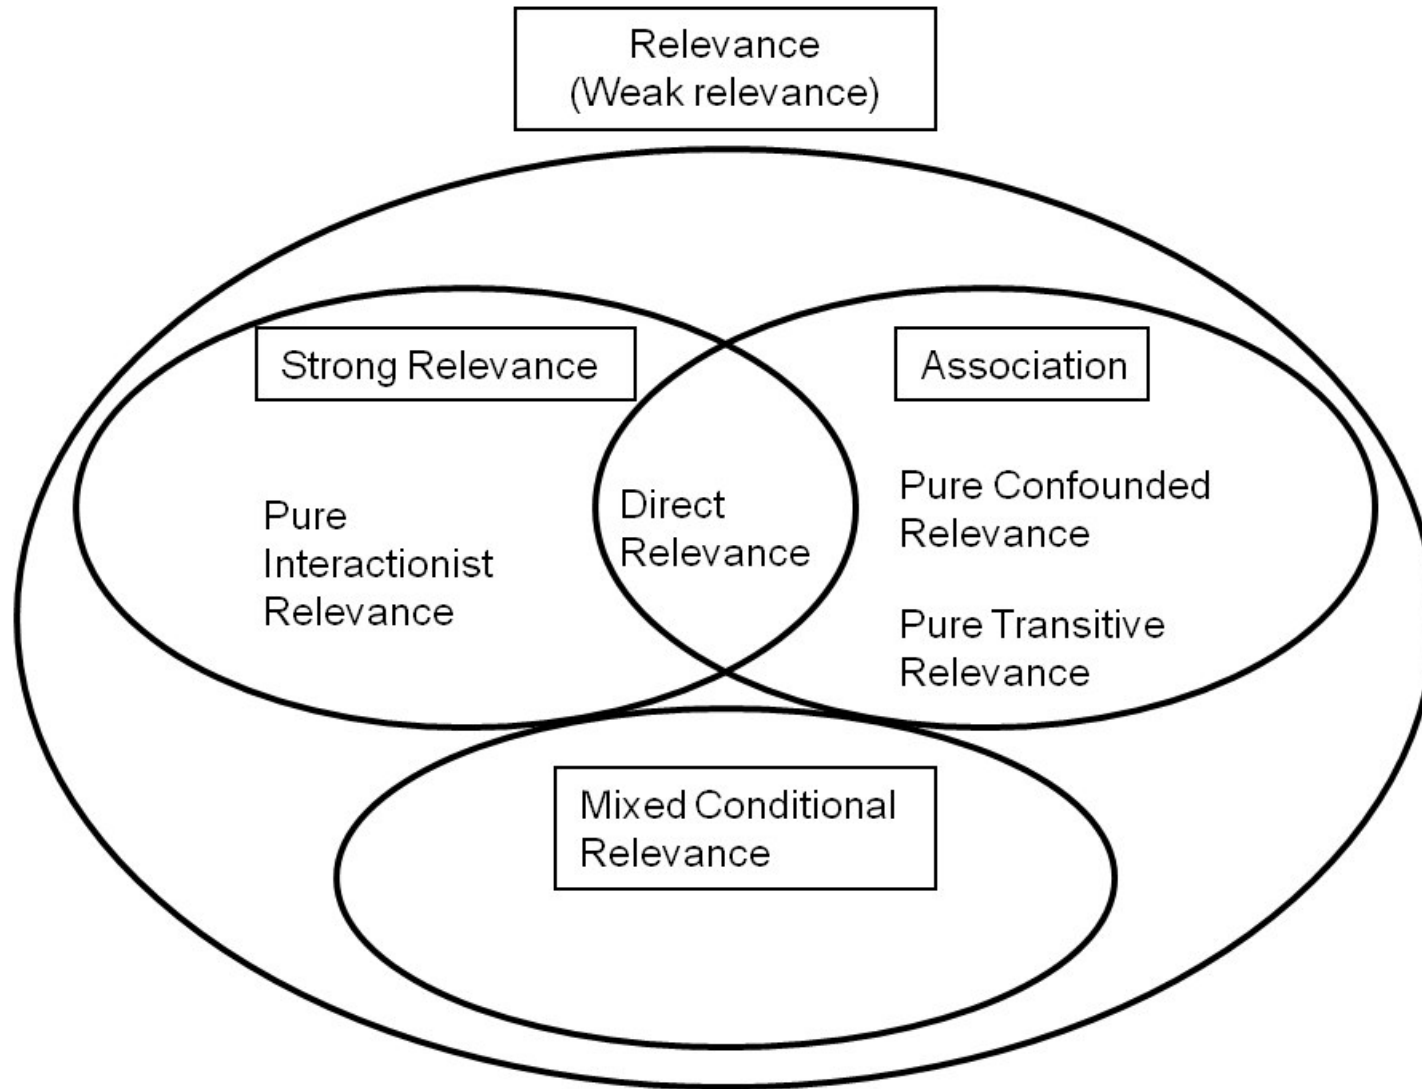 Relevance
(Weak relevance)
Strong Relevance
Association
Pure
Interactionist
Relevance
Direct
Relevance
Pure Confounded
Relevance
Pure Transitive
Relevance
Mixed Conditional
Relevance